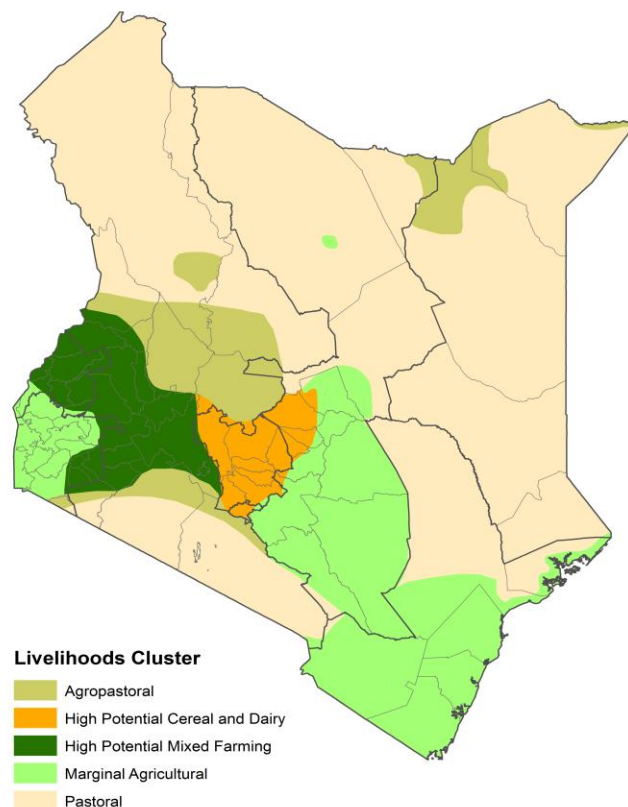 Livelihoods Cluster
Agropastoral
High Potential Cereal and Dairy
High Potential Mixed Farming
Marginal Agricultural
Pastoral